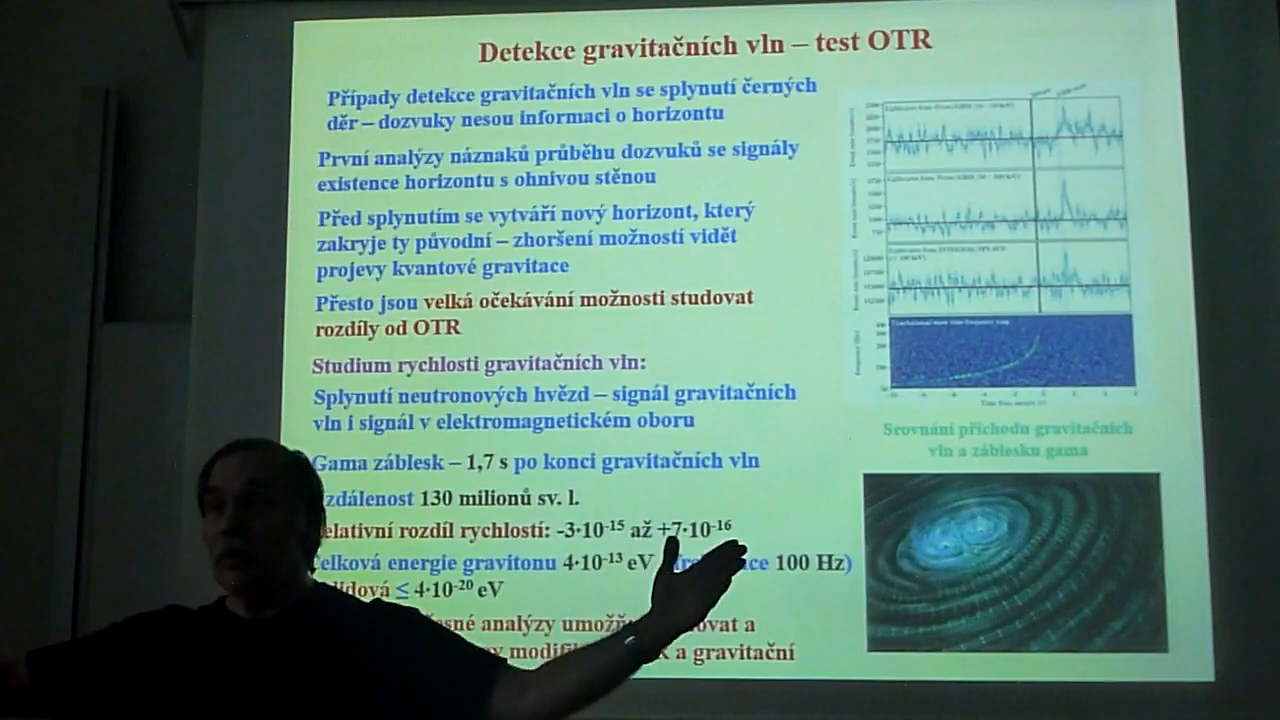 Detekce gravitačních vln – test OTR
Případy detekce gravitačních vln se splynutí černých
děr – dozvuky nesou informaci o horizontu
První analýzy náznaků průběhu dozvuků se signály
existence horizontu s ohnivou stěnou
Před splynutím se vytváří nový horizont, který
zakryje ty původní – zhoršení možností vidět
projevy kvantové gravitace
Přesto jsou velká očekávání možnosti studovat
rozdíly od OTR
Studium rychlosti gravitačních vln:
Splynutí neutronových hvězd – signál gravitačních
vln i signál v elektromagnetickém oboru
Gama záblesk – 1,7 s po konci gravitačních vln
zdálenost 130 milionů sv. l.
elativní rozdíl rychlostí: -3·10⁻¹⁵ až +7·10⁻¹⁶
elková energie gravitonu 4·10⁻¹³ eV 100 Hz)
≤ 4·10⁻²⁰ eV
analýzy a
a gravitační
Srovnání příchodu gravitačních
vln a záblesku gama